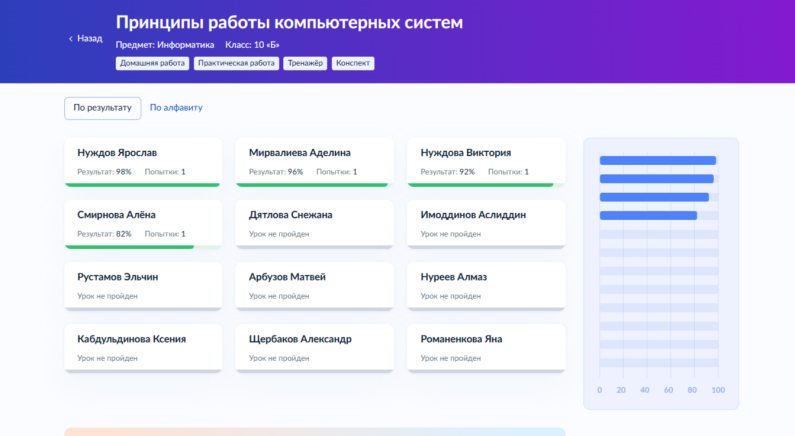 Принципы работы компьютерных систем
Назад
Предмет: Информатика Класс: 10 «Б»
Домашняя работа Практическая работа Тренажёр Конспект
По результату По алфавиту
Нуждов Ярослав
Результат: 98% Попытки: 1
Мирвалиева Аделина
Результат: 96% Попытки: 1
Нуждова Виктория
Результат: 92% Попытки: 1
Смирнова Алёна
Результат: 82% Попытки: 1
Дятлова Снежана
Урок не пройден
Имоддинов Аслиддин
Урок не пройден
Рустамов Эльчин
Урок не пройден
Арбузов Матвей
Урок не пройден
Нуреев Алмаз
Урок не пройден
Кабдульдинова Ксения
Урок не пройден
Щербаков Александр
Урок не пройден
Романенкова Яна
Урок не пройден
0 20 40 60 80 100